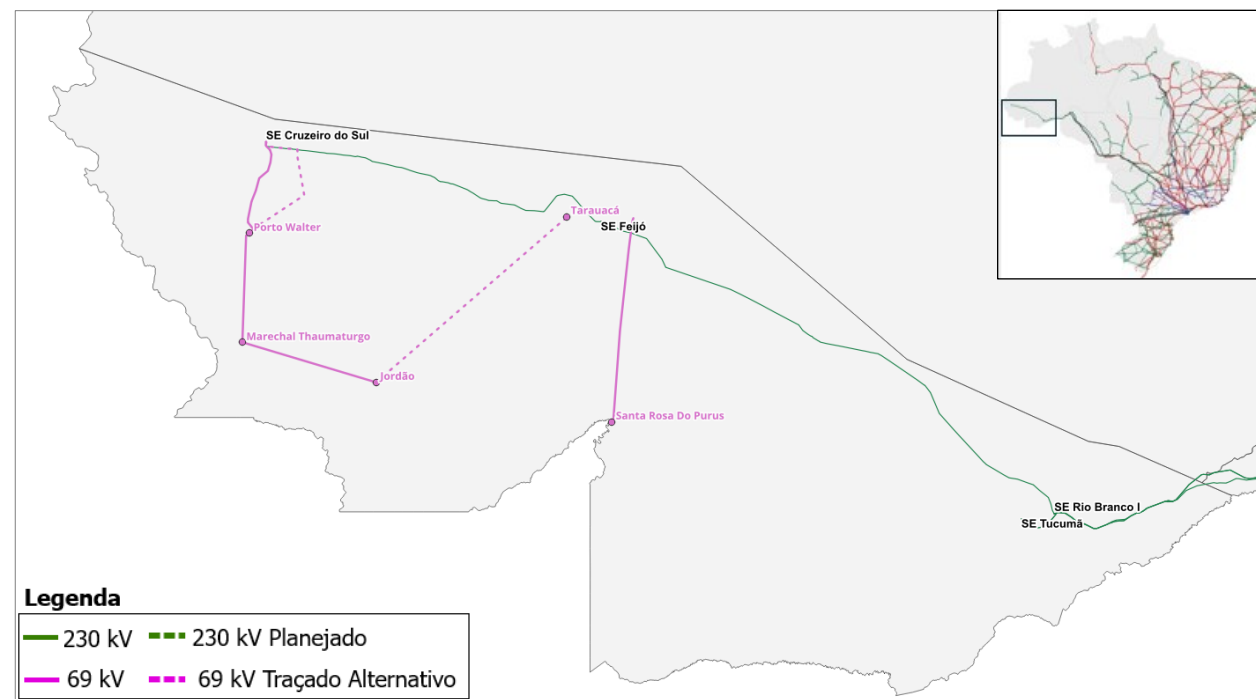 SE Cruzeiro do Sul
Tarauacá
SE Feijó
Porto Walter
Marechal Thaumaturgo
Jordão
Santa Rosa Do Purus
SE Rio Branco I
SE Tucumã
Legenda
230 kV
230 kV Planejado
69 kV
69 kV Traçado Alternativo